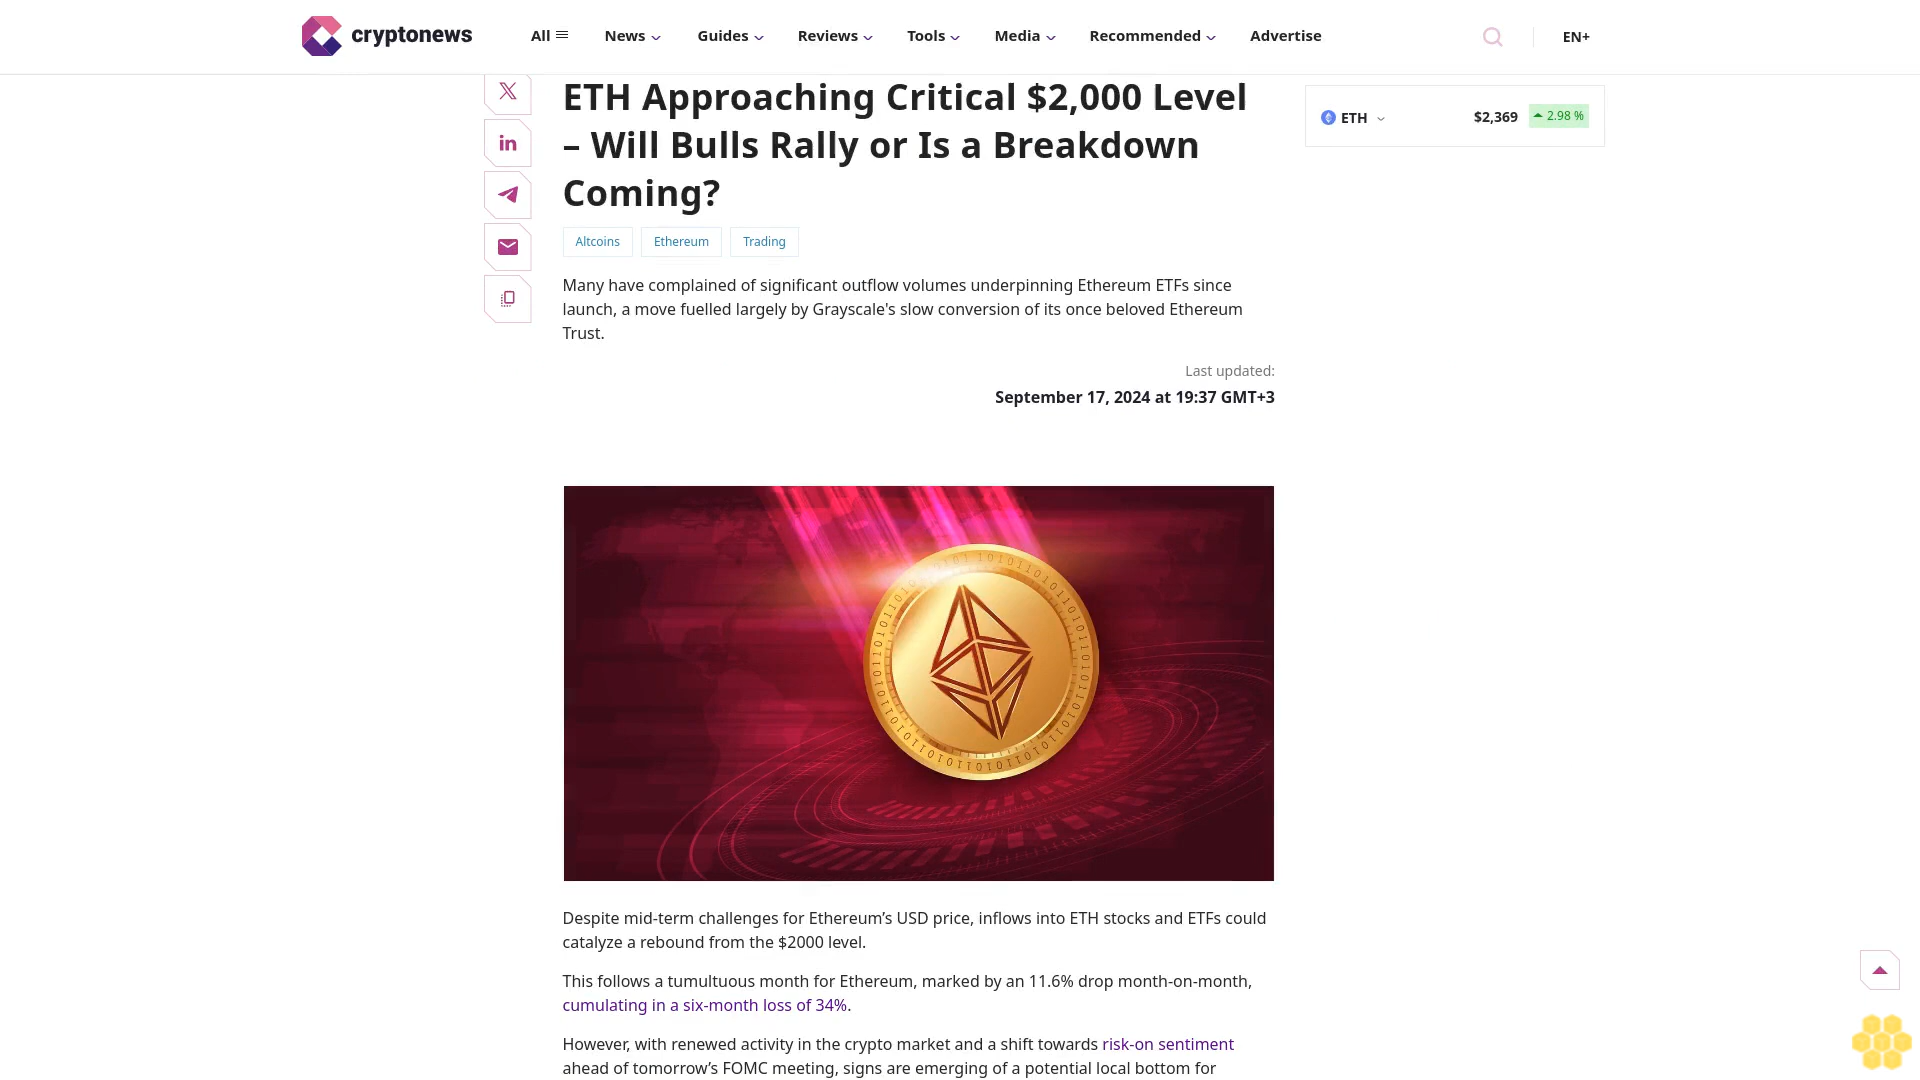 cryptonews
All
News
Guides
Reviews
Tools
Media
Recommended
Advertise
EN+
ETH Approaching Critical $2,000 Level
– Will Bulls Rally or Is a Breakdown
Coming?
ETH
$2,369
2.98 %
Altcoins
Ethereum
Trading
Many have complained of significant outflow volumes underpinning Ethereum ETFs since
launch, a move fuelled largely by Grayscale's slow conversion of its once beloved Ethereum
Trust.
Last updated:
September 17, 2024 at 19:37 GMT+3
Despite mid-term challenges for Ethereum’s USD price, inflows into ETH stocks and ETFs could
catalyze a rebound from the $2000 level.
This follows a tumultuous month for Ethereum, marked by an 11.6% drop month-on-month,
cumulating in a six-month loss of 34%.
However, with renewed activity in the crypto market and a shift towards risk-on sentiment
ahead of tomorrow’s FOMC meeting, signs are emerging of a potential local bottom for